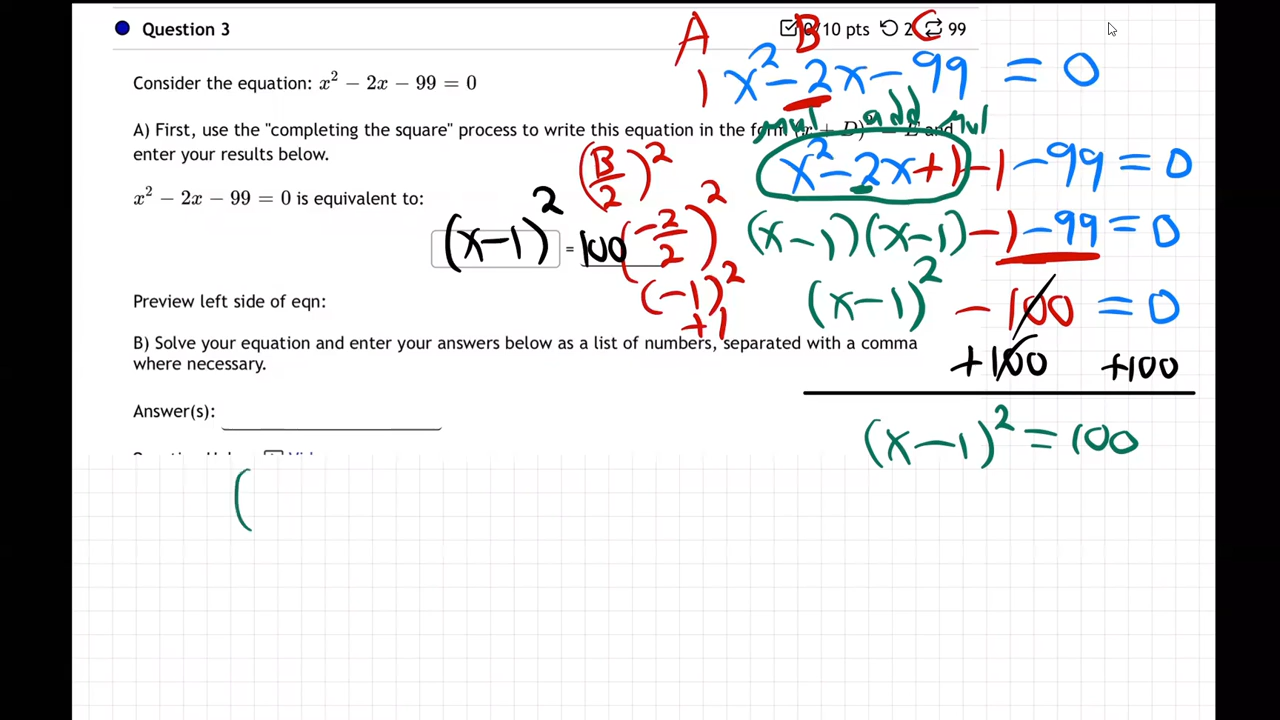 Question 3
0/10 pts 2 99
Consider the equation: x² − 2x − 99 = 0
A) First, use the "completing the square" process to write this equation in the form (x + D)² = E and
enter your results below.
x² − 2x − 99 = 0 is equivalent to:
(x−1)² = 100
Preview left side of eqn:
B) Solve your equation and enter your answers below as a list of numbers, separated with a comma
where necessary.
Answer(s):
(
(B/2)²
(−2/2)²
(−1)²
+1
A B C
1 x²−2x−99 = 0
mul add mul
x²−2x+1−1−99=0
(x−1)(x−1)−1−99=0
(x−1)² −100 = 0
+100 +100
(x−1)²=100